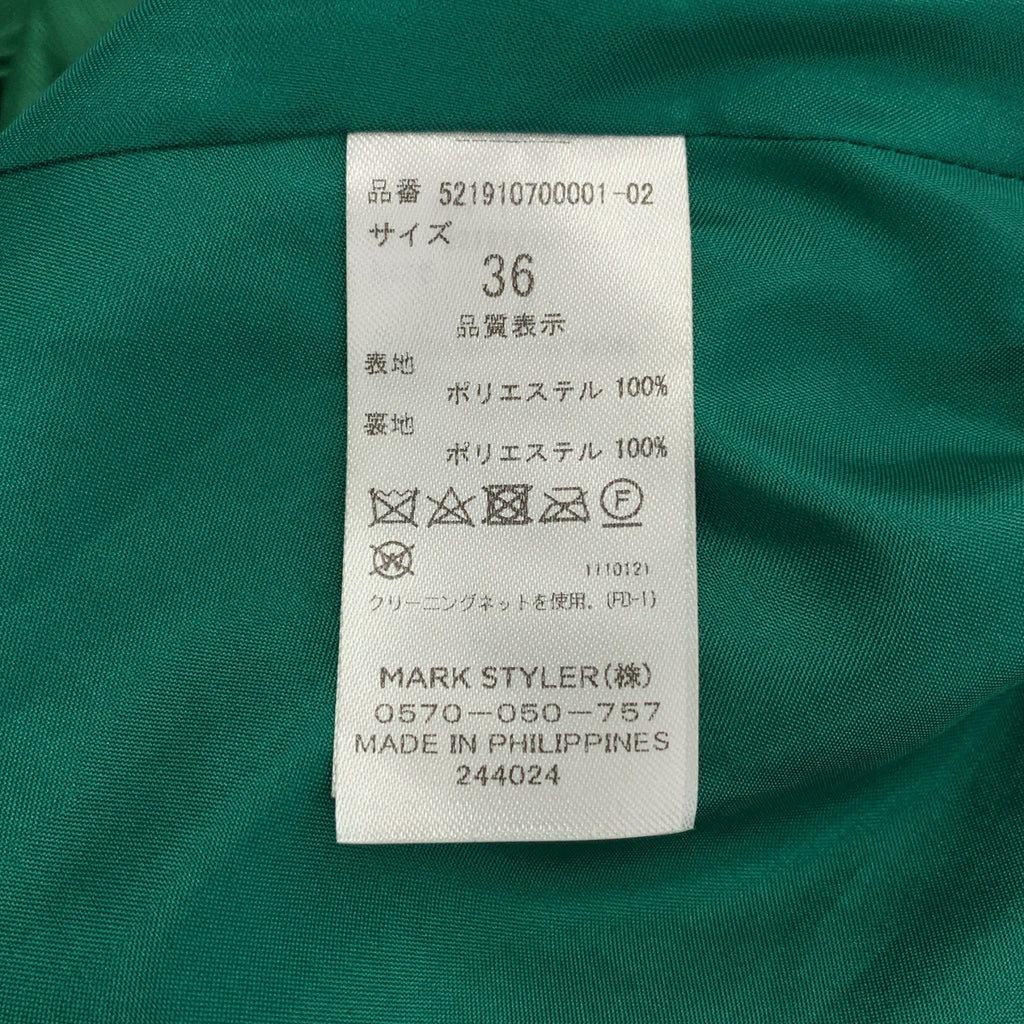 品番 521910700001-02
サイズ
36
品質表示
表地
ポリエステル 100%
裏地
ポリエステル 100%
F
W
1110121
クリーニングネットを使用。(FD-1)
MARK STYLER(株)
0570-050-757
MADE IN PHILIPPINES
244024